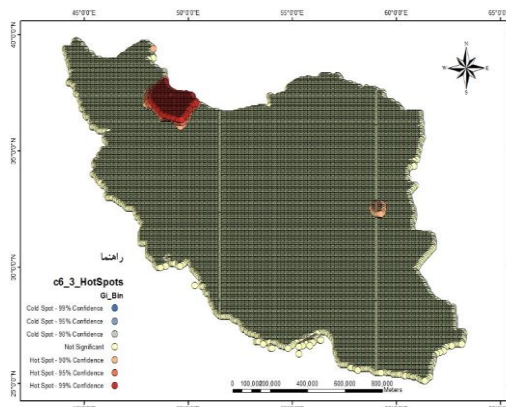 45°0'0"E 50°0'0"E 55°0'0"E 60°0'0"E 65°0'
40°0'0"N
35°0'0"N
30°0'0"N
25°0'0"N
N
W E
S
راهنما
c6_3_HotSpots
Gi_Bin
Cold Spot - 99% Confidence
Cold Spot - 95% Confidence
Cold Spot - 90% Confidence
Not Significant
Hot Spot - 90% Confidence
Hot Spot - 95% Confidence
Hot Spot - 99% Confidence
0 100,000 200,000 400,000 600,000 800,000
Meters